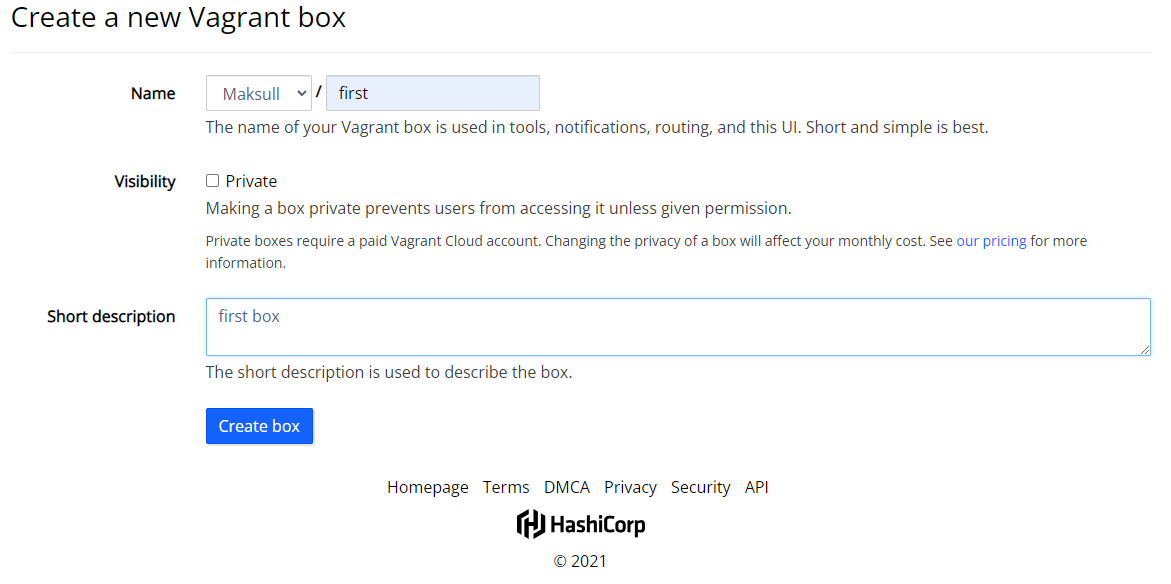 Create a new Vagrant box
Name Maksull / first
The name of your Vagrant box is used in tools, notifications, routing, and this UI. Short and simple is best.
Visibility Private
Making a box private prevents users from accessing it unless given permission.
Private boxes require a paid Vagrant Cloud account. Changing the privacy of a box will affect your monthly cost. See our pricing for more
information.
Short description first box
The short description is used to describe the box.
Create box
Homepage Terms DMCA Privacy Security API
HashiCorp
© 2021